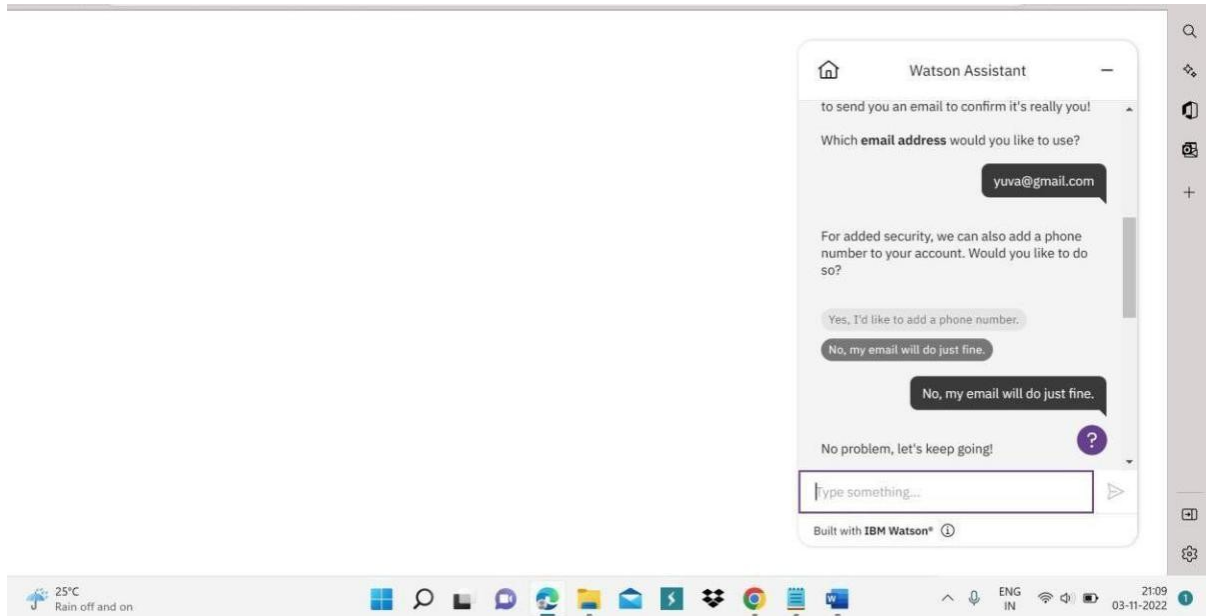 Watson Assistant
to send you an email to confirm it's really you!
Which email address would you like to use?
yuva@gmail.com
For added security, we can also add a phone
number to your account. Would you like to do
so?
Yes, I'd like to add a phone number.
No, my email will do just fine.
No, my email will do just fine.
?
No problem, let's keep going!
Type something...
Built with IBM Watson®
25°C
Rain off and on
ENG
IN
21:09
03-11-2022
1